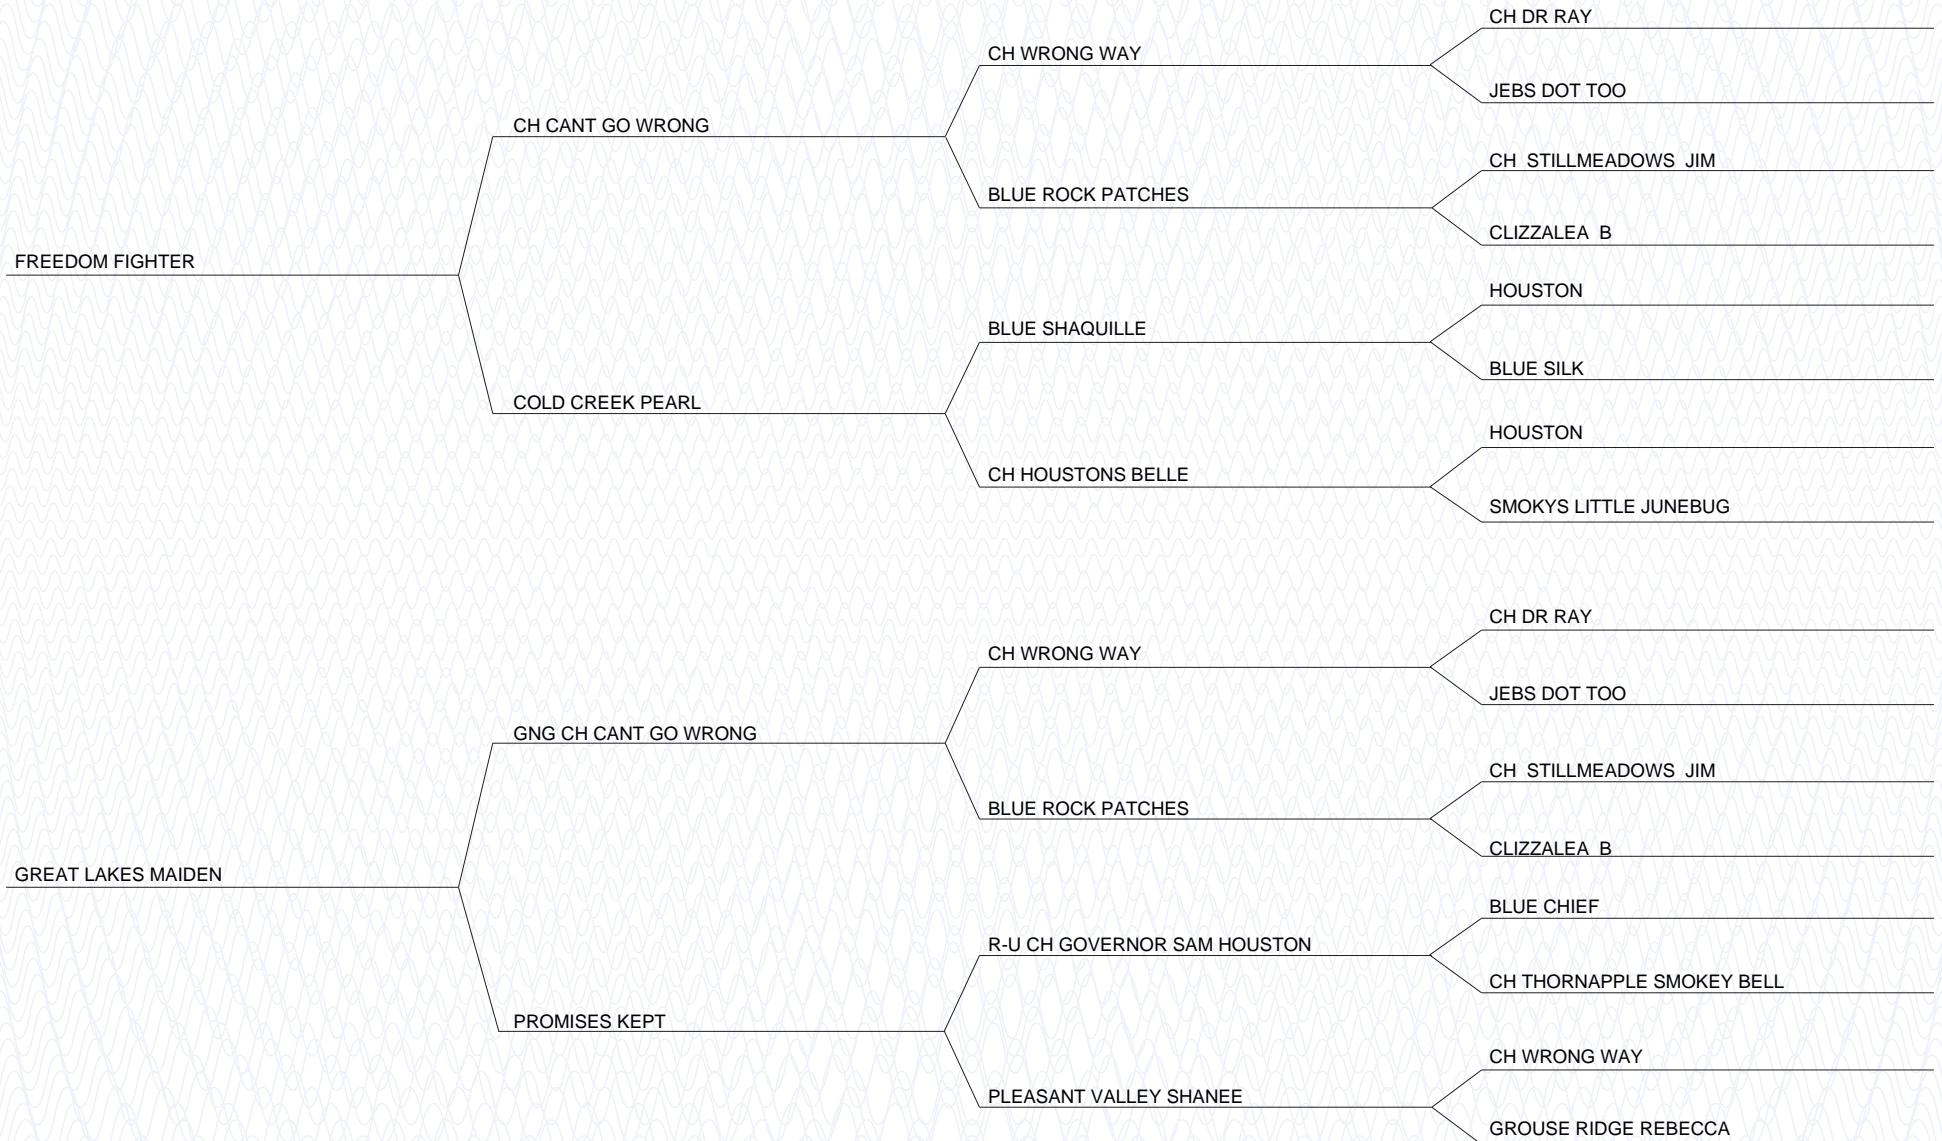 CH DR RAY
CH WRONG WAY
JEBS DOT TOO
CH CANT GO WRONG
CH  STILLMEADOWS  JIM
BLUE ROCK PATCHES
CLIZZALEA  B
FREEDOM FIGHTER
HOUSTON
BLUE SHAQUILLE
BLUE SILK
COLD CREEK PEARL
HOUSTON
CH HOUSTONS BELLE
SMOKYS LITTLE JUNEBUG
CH DR RAY
CH WRONG WAY
JEBS DOT TOO
GNG CH CANT GO WRONG
CH  STILLMEADOWS  JIM
BLUE ROCK PATCHES
CLIZZALEA  B
GREAT LAKES MAIDEN
BLUE CHIEF
R-U CH GOVERNOR SAM HOUSTON
CH THORNAPPLE SMOKEY BELL
PROMISES KEPT
CH WRONG WAY
PLEASANT VALLEY SHANEE
GROUSE RIDGE REBECCA